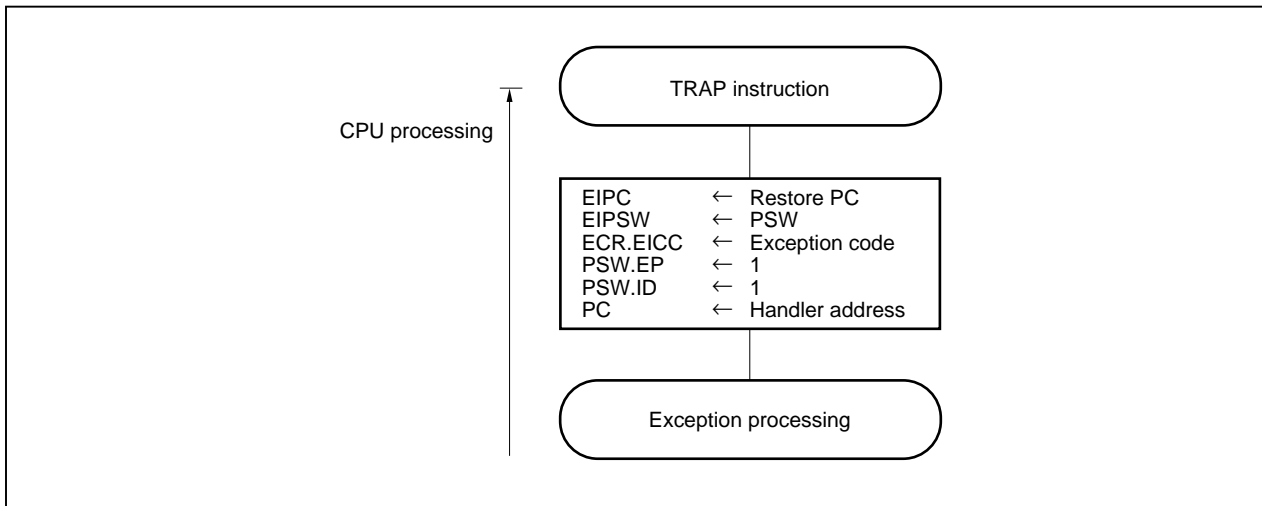 TRAP instruction
CPU processing
EIPC ← Restore PC
EIPSW ← PSW
ECR.EICC ← Exception code
PSW.EP ← 1
PSW.ID ← 1
PC ← Handler address
Exception processing